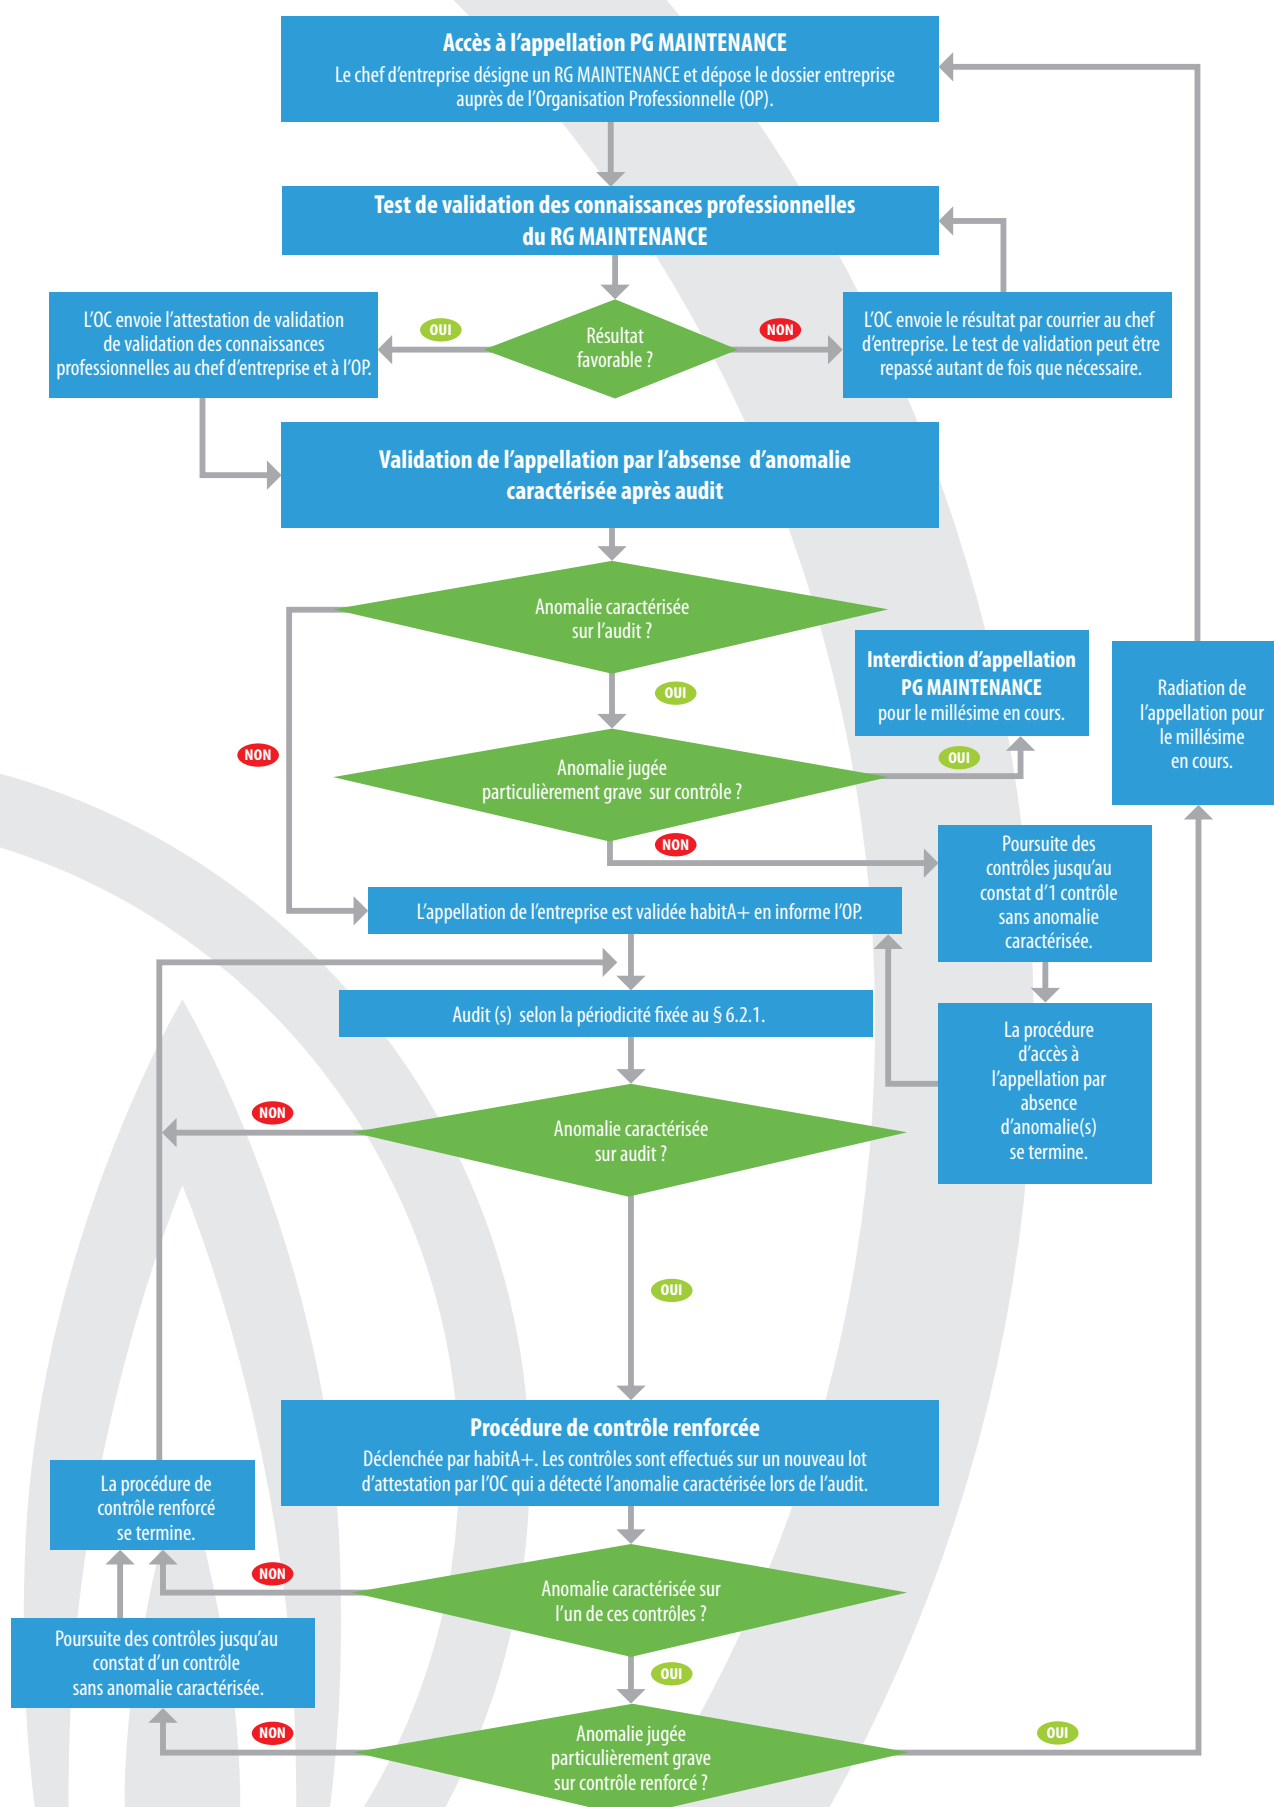 Accès à l'appellation PG MAINTENANCE
Le chef d'entreprise désigne un RG MAINTENANCE et dépose le dossier entreprise
auprès de l'Organisation Professionnelle (OP).
Test de validation des connaissances professionnelles
du RG MAINTENANCE
L'OC envoie l'attestation de validation
de validation des connaissances
professionnelles au chef d'entreprise et à l'OP.
OUI
Résultat
favorable ?
NON
L'OC envoie le résultat par courrier au chef
d'entreprise. Le test de validation peut être
repassé autant de fois que nécessaire.
Validation de l'appellation par l'absense d'anomalie
caractérisée après audit
Anomalie caractérisée
sur l'audit ?
OUI
NON
Interdiction d'appellation
PG MAINTENANCE
pour le millésime en cours.
Radiation de
l'appellation pour
le millésime
en cours.
Anomalie jugée
particulièrement grave sur contrôle ?
OUI
NON
Poursuite des
contrôles jusqu'au
constat d'1 contrôle
sans anomalie
caractérisée.
L'appellation de l'entreprise est validée habitA+ en informe l'OP.
Audit (s) selon la périodicité fixée au § 6.2.1.
La procédure
d'accès à
l'appellation par
absence
d'anomalie(s)
se termine.
NON
Anomalie caractérisée
sur audit ?
OUI
Procédure de contrôle renforcée
Déclenchée par habitA+. Les contrôles sont effectués sur un nouveau lot
d'attestation par l'OC qui a détecté l'anomalie caractérisée lors de l'audit.
La procédure de
contrôle renforcé
se termine.
NON
Anomalie caractérisée sur
l'un de ces contrôles ?
OUI
Poursuite des contrôles jusqu'au
constat d'un contrôle
sans anomalie caractérisée.
NON
Anomalie jugée
particulièrement grave
sur contrôle renforcé ?
OUI